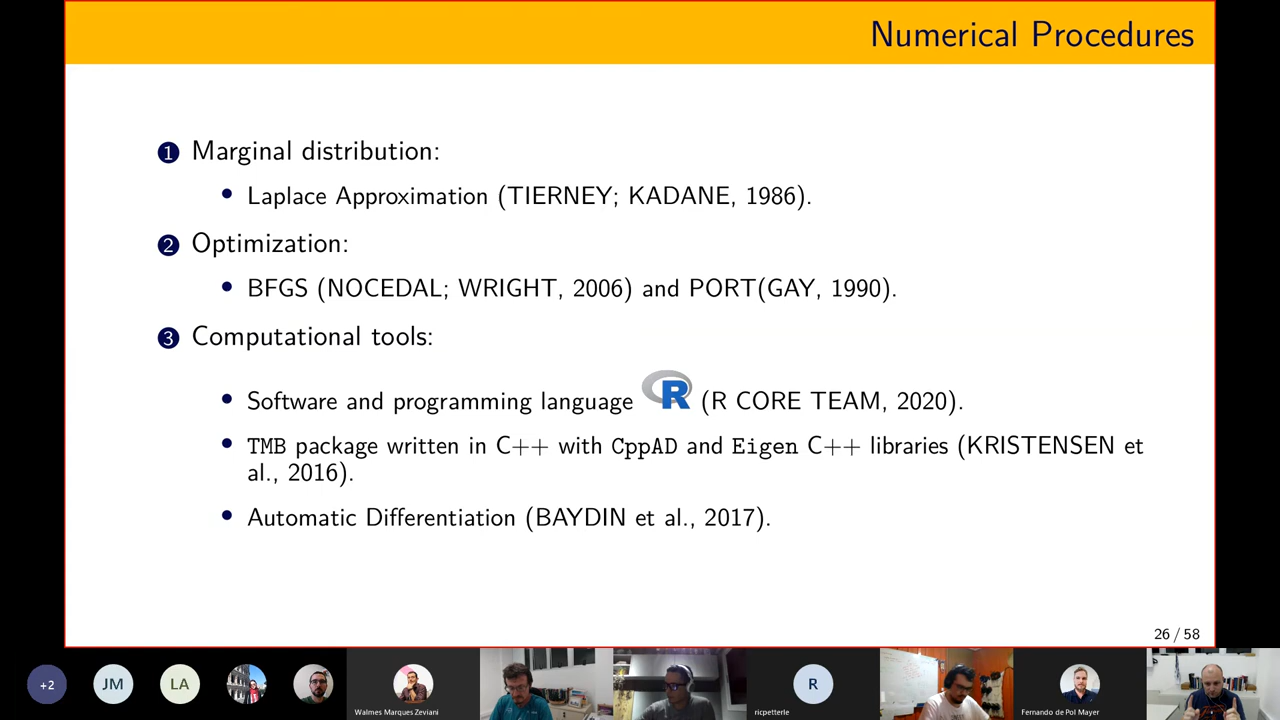 Numerical Procedures
1 Marginal distribution:
• Laplace Approximation (TIERNEY; KADANE, 1986).
2 Optimization:
• BFGS (NOCEDAL; WRIGHT, 2006) and PORT(GAY, 1990).
3 Computational tools:
• Software and programming language R (R CORE TEAM, 2020).
• TMB package written in C++ with CppAD and Eigen C++ libraries (KRISTENSEN et
al., 2016).
• Automatic Differentiation (BAYDIN et al., 2017).
26 / 58
+2 JM LA R
Walmes Marques Zeviani ricpetterle Fernando de Pol Mayer